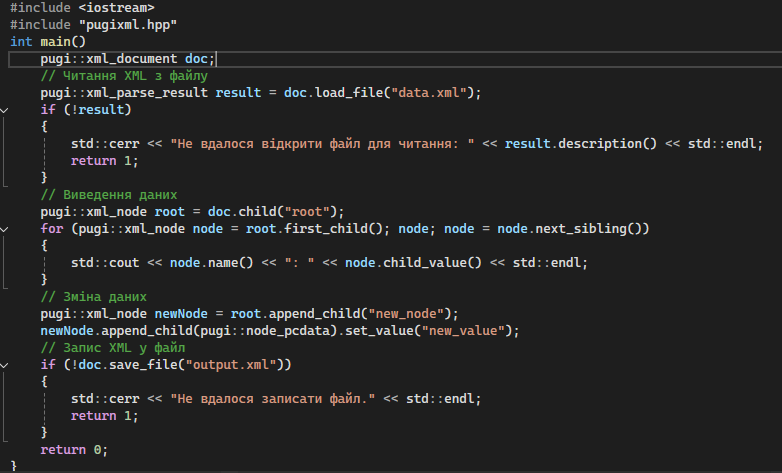 #include <iostream>
#include "pugixml.hpp"
int main()
    pugi::xml_document doc;
    // Читання XML з файлу
    pugi::xml_parse_result result = doc.load_file("data.xml");
    if (!result)
    {
        std::cerr << "Не вдалося відкрити файл для читання: " << result.description() << std::endl;
        return 1;
    }
    // Виведення даних
    pugi::xml_node root = doc.child("root");
    for (pugi::xml_node node = root.first_child(); node; node = node.next_sibling())
    {
        std::cout << node.name() << ": " << node.child_value() << std::endl;
    }
    // Зміна даних
    pugi::xml_node newNode = root.append_child("new_node");
    newNode.append_child(pugi::node_pcdata).set_value("new_value");
    // Запис XML у файл
    if (!doc.save_file("output.xml"))
    {
        std::cerr << "Не вдалося записати файл." << std::endl;
        return 1;
    }
    return 0;
}